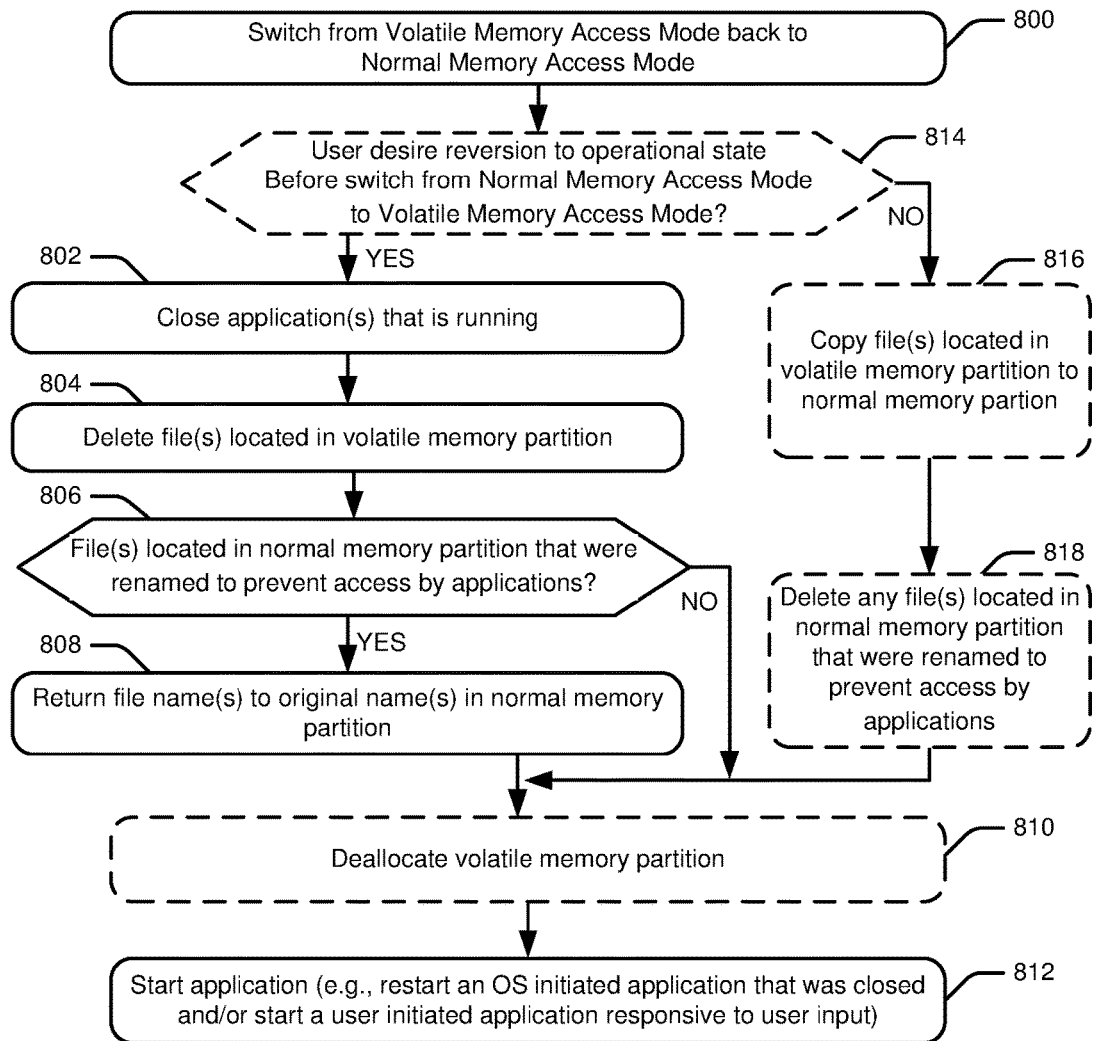 Switch from Volatile Memory Access Mode back to
Normal Memory Access Mode
800
User desire reversion to operational state
Before switch from Normal Memory Access Mode
to Volatile Memory Access Mode?
814
NO
YES
802
Close application(s) that is running
816
Copy file(s) located in
volatile memory partition to
normal memory partion
804
Delete file(s) located in volatile memory partition
806
File(s) located in normal memory partition that were
renamed to prevent access by applications?
NO
YES
818
Delete any file(s) located in
normal memory partition
that were renamed to
prevent access by
applications
808
Return file name(s) to original name(s) in normal memory
partition
Deallocate volatile memory partition
810
Start application (e.g., restart an OS initiated application that was closed
and/or start a user initiated application responsive to user input)
812